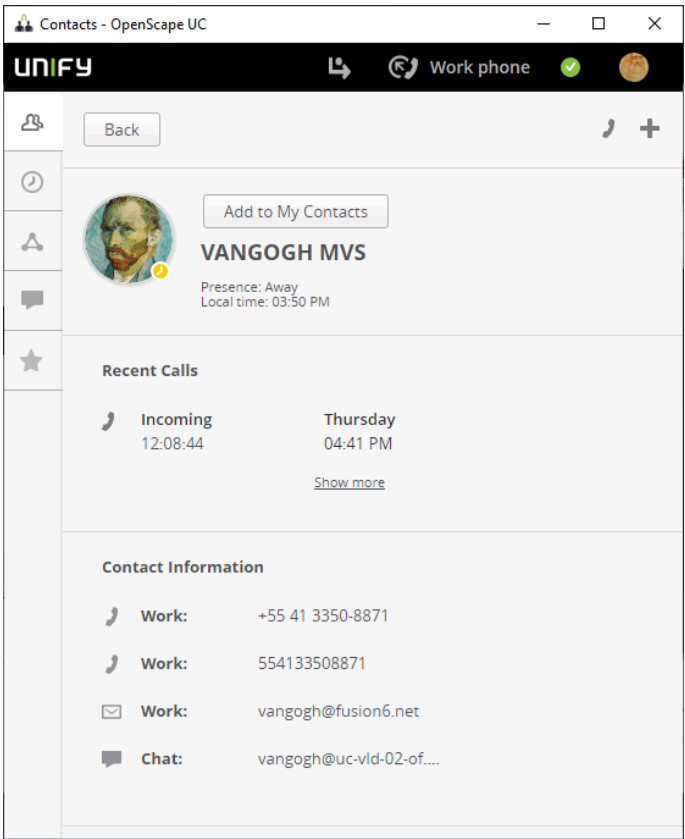 Contacts - OpenScape UC
UNIFY
Work phone
Back
Add to My Contacts
VANGOGH MVS
Presence: Away
Local time: 03:50 PM
Recent Calls
Incoming Thursday
12:08:44 04:41 PM
Show more
Contact Information
Work: +55 41 3350-8871
Work: 554133508871
Work: vangogh@fusion6.net
Chat: vangogh@uc-vld-02-of....